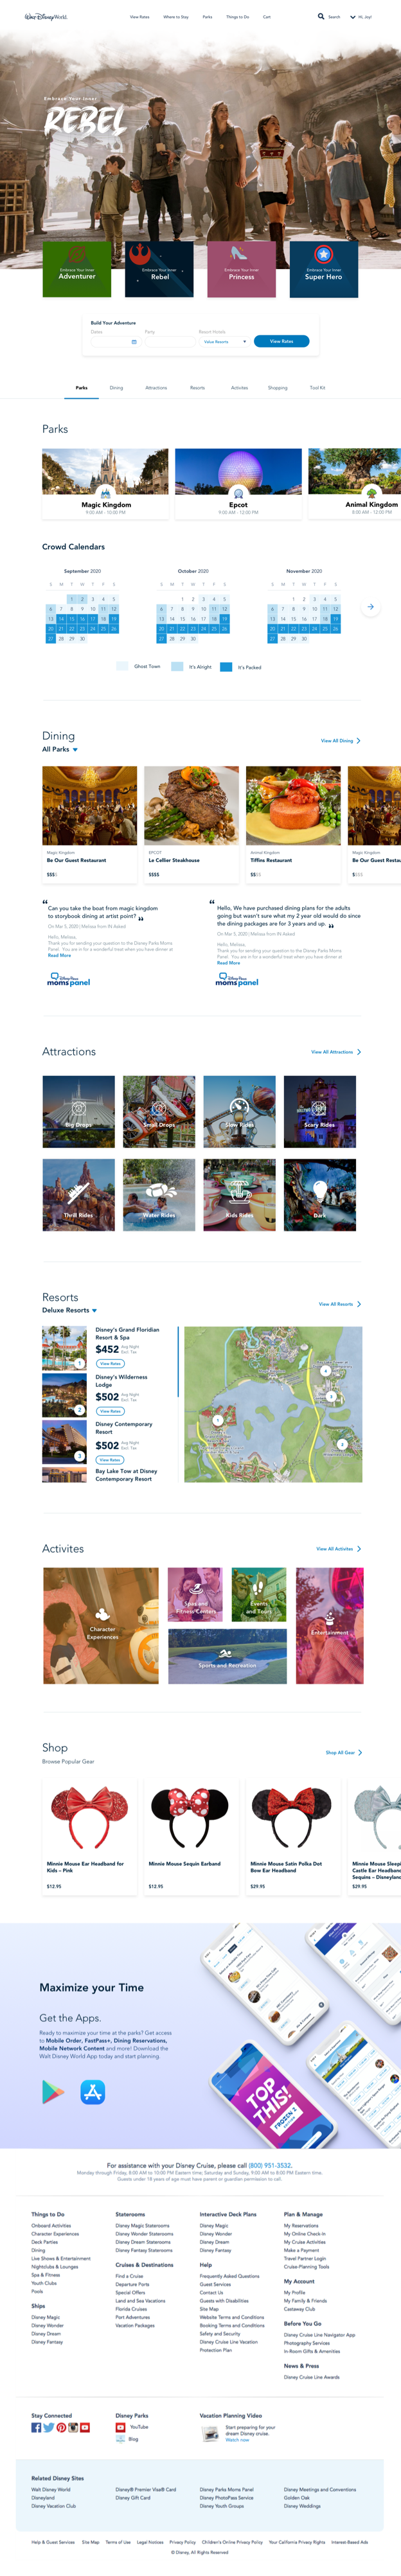 Walt Disney World
View Rates Where to Stay Parks Things to Do Cart Search Hi, Jay!
Embrace Your Inner
REBEL
Embrace Your Inner
Adventurer
Embrace Your Inner
Rebel
Embrace Your Inner
Princess
Embrace Your Inner
Super Hero
Build Your Adventure
Dates Party Resort Hotels
Value Resorts View Rates
Parks Dining Attractions Resorts Activites Shopping Tool Kit
Parks
Magic Kingdom
9:00 AM - 10:00 PM
Epcot
9:00 AM - 12:00 PM
Animal Kingdom
8:00 AM - 12:00 PM
Crowd Calendars
September 2020 October 2020 November 2020
S M T W T F S S M T W T F S S M T W T F S
1 2 3 4 5 1 2 3 4 5 1 2 3 4 5
6 7 8 9 10 11 12 6 7 8 9 10 11 12 6 7 8 9 10 11 12
13 14 15 16 17 18 19 13 14 15 16 17 18 19 13 14 15 16 17 18 19
20 21 22 23 24 25 26 20 21 22 23 24 25 26 20 21 22 23 24 25 26
27 28 29 30 27 28 29 30 27 28 29 30
Ghost Town It's Alright It's Packed
Dining
All Parks
View All Dining
Magic Kingdom
Be Our Guest Restaurant
$$$$
EPCOT
Le Cellier Steakhouse
$$$$
Animal Kingdom
Tiffins Restaurant
$$$$
Magic Kingdom
Be Our Guest Restau
$$$$
“
Can you take the boat from magic kingdom
to storybook dining at artist point? ”
On Mar 5, 2020 | Melissa from IN Asked
Hello, Melissa,
Thank you for sending your question to the Disney Parks Moms
Panel. You are in for a wonderful treat when you have dinner at
Read More
Disney Parks
moms panel
“
Hello, We have purchased dining plans for the adults
going but wasn't sure what my 2 year old would do since
the dining packages are for 3 years and up. ”
On Mar 5, 2020 | Melissa from IN Asked
Hello, Melissa,
Thank you for sending your question to the Disney Parks Moms
Panel. You are in for a wonderful treat when you have dinner at
Read More
Disney Parks
moms panel
Attractions
View All Attractions
Big Drops
Small Drops
Slow Rides
Scary Rides
Thrill Rides
Water Rides
Kids Rides
Dark
Resorts
Deluxe Resorts
View All Resorts
Disney's Grand Floridian
Resort & Spa
$452 Avg Night
Excl. Tax
View Rates
1
Disney's Wilderness
Lodge
$502 Avg Night
Excl. Tax
View Rates
2
Disney Contemporary
Resort
$502 Avg Night
Excl. Tax
View Rates
3
Bay Lake Tow at Disney
Contemporary Resort
4
3
1
2
Activites
View All Activites
Character
Experiences
Spas and
Fitness Centers
Events
and Tours
Sports and Recreation
Entertainment
Shop
Browse Popular Gear
Shop All Gear
Minnie Mouse Ear Headband for
Kids – Pink
$12.95
Minnie Mouse Sequin Earband
$12.95
Minnie Mouse Satin Polka Dot
Bow Ear Headband
$29.95
Minnie Mouse Sleepi
Castle Ear Headband
Sequins – Disneyland
$29.95
Maximize your Time
Get the Apps.
Ready to maximize your time at the parks? Get access
to Mobile Order, FastPass+, Dining Reservations,
Mobile Network Content and more! Download the
Walt Disney World App today and start planning.
TOP
THIS!
FROZEN 2
For assistance with your Disney Cruise, please call (800) 951-3532.
Monday through Friday, 8:00 AM to 10:00 PM Eastern time; Saturday and Sunday, 9:00 AM to 8:00 PM Eastern time.
Guests under 18 years of age must have parent or guardian permission to call.
Things to Do
Onboard Activities
Character Experiences
Deck Parties
Dining
Live Shows & Entertainment
Nightclubs & Lounges
Spa & Fitness
Youth Clubs
Pools
Ships
Disney Magic
Disney Wonder
Disney Dream
Disney Fantasy
Staterooms
Disney Magic Staterooms
Disney Wonder Staterooms
Disney Dream Staterooms
Disney Fantasy Staterooms
Cruises & Destinations
Find a Cruise
Departure Ports
Special Offers
Land and Sea Vacations
Florida Cruises
Port Adventures
Vacation Packages
Interactive Deck Plans
Disney Magic
Disney Wonder
Disney Dream
Disney Fantasy
Help
Frequently Asked Questions
Guest Services
Contact Us
Guests with Disabilities
Site Map
Website Terms and Conditions
Booking Terms and Conditions
Safety and Security
Disney Cruise Line Vacation
Protection Plan
Plan & Manage
My Reservations
My Online Check-In
My Cruise Activities
Make a Payment
Travel Partner Login
Cruise-Planning Tools
My Account
My Profile
My Family & Friends
Castaway Club
Before You Go
Disney Cruise Line Navigator App
Photography Services
In-Room Gifts & Amenities
News & Press
Disney Cruise Line Awards
Stay Connected
Disney Parks
YouTube
Blog
Vacation Planning Video
Start preparing for your
dream Disney cruise.
Watch now
Related Disney Sites
Walt Disney World
Disneyland
Disney Vacation Club
Disney® Premier Visa® Card
Disney Gift Card
Disney Parks Moms Panel
Disney PhotoPass Service
Disney Youth Groups
Disney Meetings and Conventions
Golden Oak
Disney Weddings
Help & Guest Services Site Map Terms of Use Legal Notices Privacy Policy Children's Online Privacy Policy Your California Privacy Rights Interest-Based Ads
© Disney, All Rights Reserved